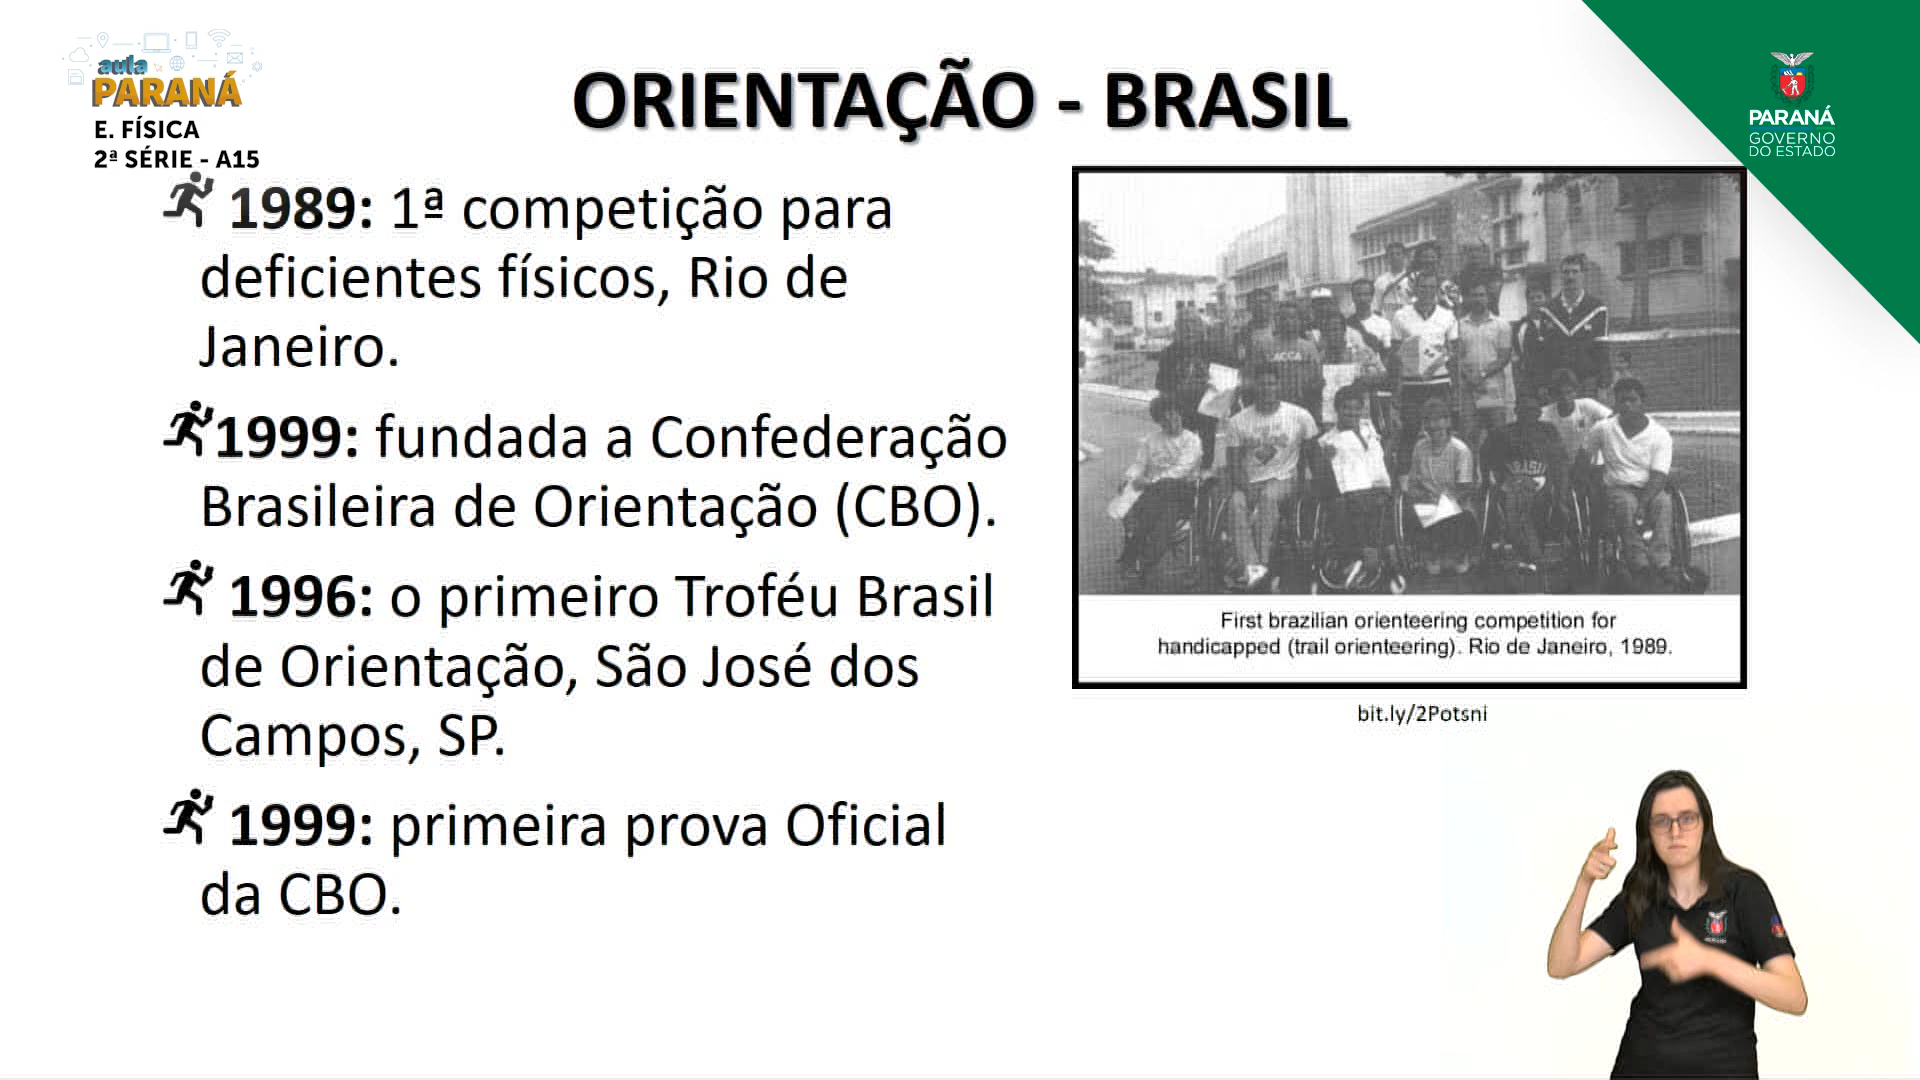 aula
PARANÁ
E. FÍSICA
2ª SÉRIE - A15
ORIENTAÇÃO - BRASIL
PARANÁ
GOVERNO
DO ESTADO
1989: 1ª competição para
deficientes físicos, Rio de
Janeiro.
1999: fundada a Confederação
Brasileira de Orientação (CBO).
1996: o primeiro Troféu Brasil
de Orientação, São José dos
Campos, SP.
1999: primeira prova Oficial
da CBO.
First brazilian orienteering competition for
handicapped (trail orienteering). Rio de Janeiro, 1989.
bit.ly/2Potsni